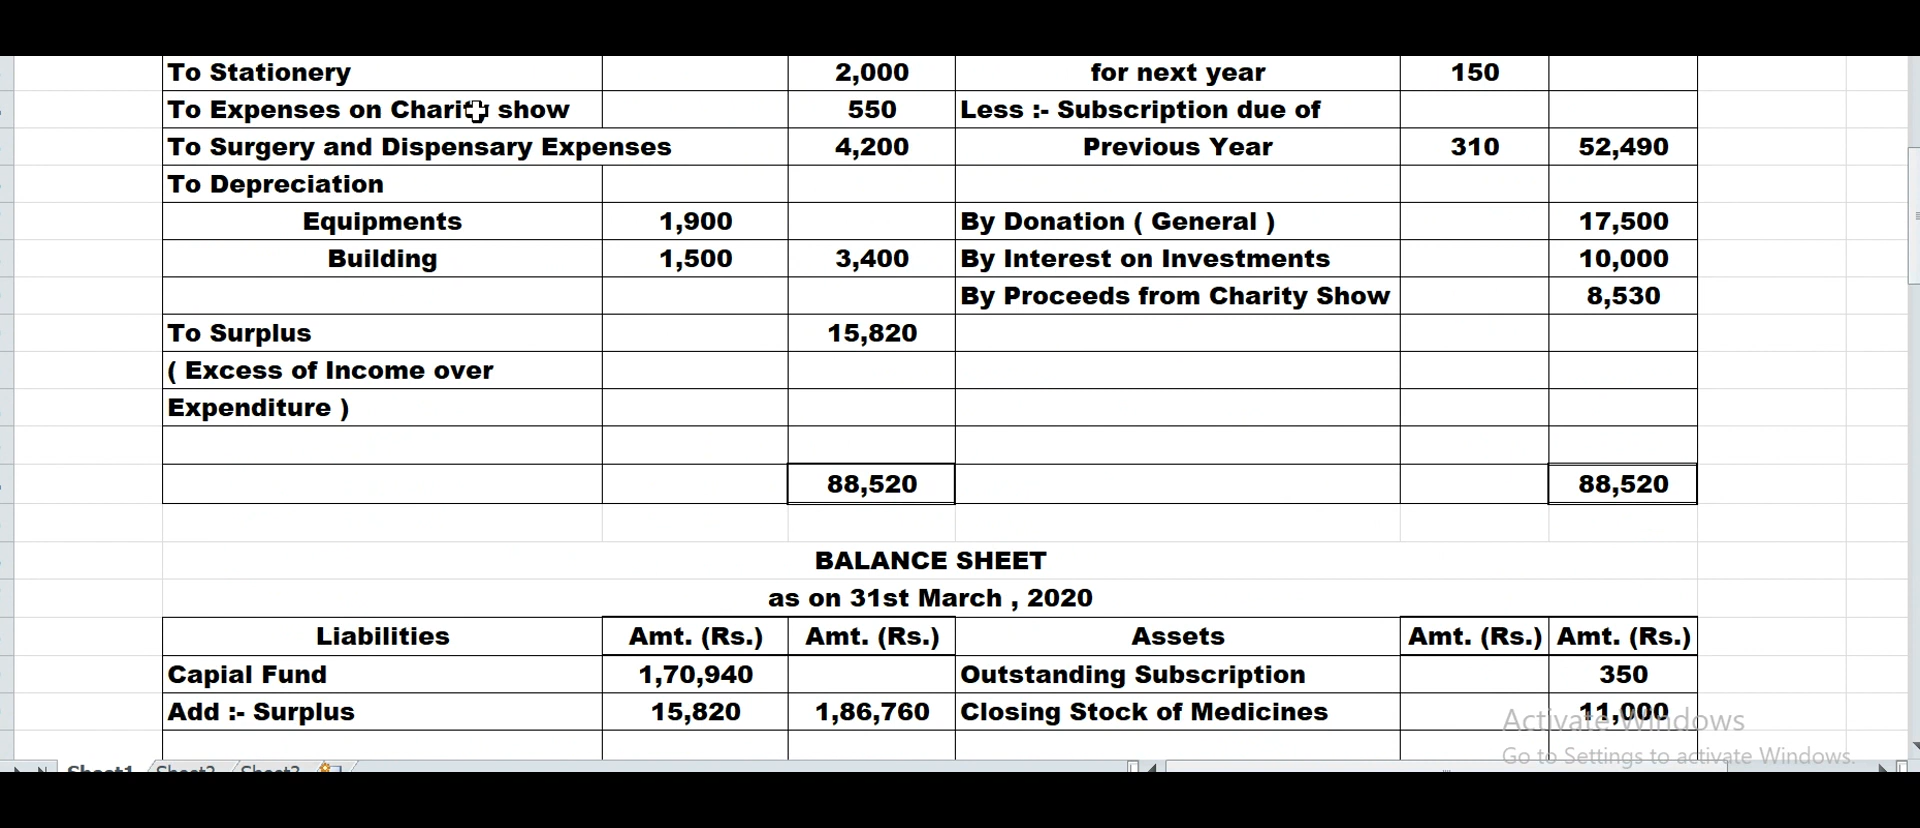 To Stationery 2,000 for next year 150
To Expenses on Charity show 550 Less :- Subscription due of
To Surgery and Dispensary Expenses 4,200 Previous Year 310 52,490
To Depreciation
Equipments 1,900 By Donation ( General ) 17,500
Building 1,500 3,400 By Interest on Investments 10,000
By Proceeds from Charity Show 8,530
To Surplus 15,820
( Excess of Income over
Expenditure )
88,520 88,520
BALANCE SHEET
as on 31st March , 2020
Liabilities Amt. (Rs.) Amt. (Rs.) Assets Amt. (Rs.) Amt. (Rs.)
Capial Fund 1,70,940 Outstanding Subscription 350
Add :- Surplus 15,820 1,86,760 Closing Stock of Medicines 11,000
Activate Windows
Go to Settings to activate Windows.
Sheet1 Sheet2 Sheet3